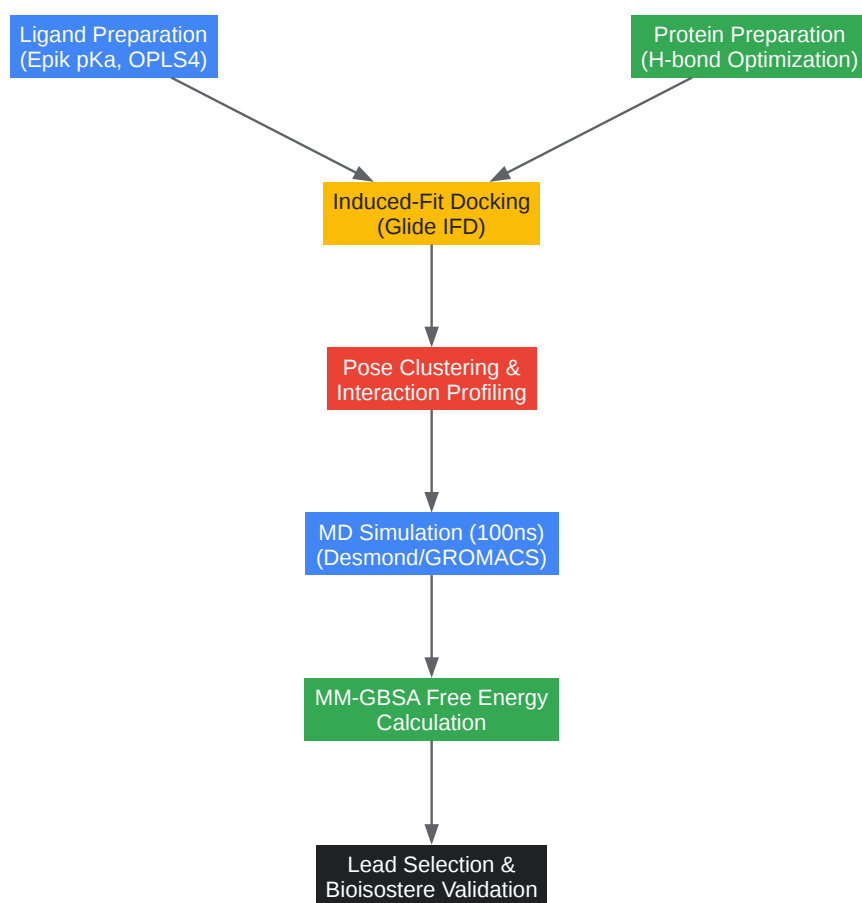 Ligand Preparation
(Epik pKa, OPLS4)
Protein Preparation
(H-bond Optimization)
Induced-Fit Docking
(Glide IFD)
Pose Clustering &
Interaction Profiling
MD Simulation (100ns)
(Desmond/GROMACS)
MM-GBSA Free Energy
Calculation
Lead Selection &
Bioisostere Validation